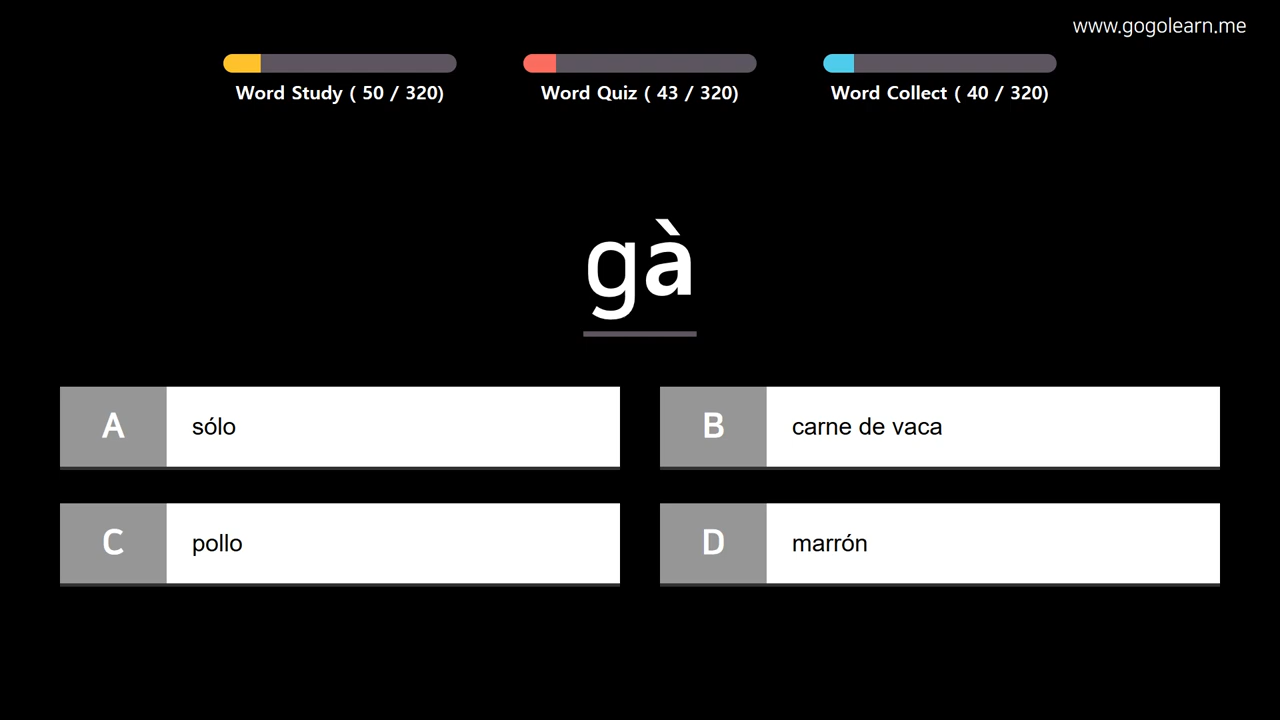 www.gogolearn.me
Word Study ( 50 / 320)
Word Quiz ( 43 / 320)
Word Collect ( 40 / 320)
gà
A
sólo
B
carne de vaca
C
pollo
D
marrón